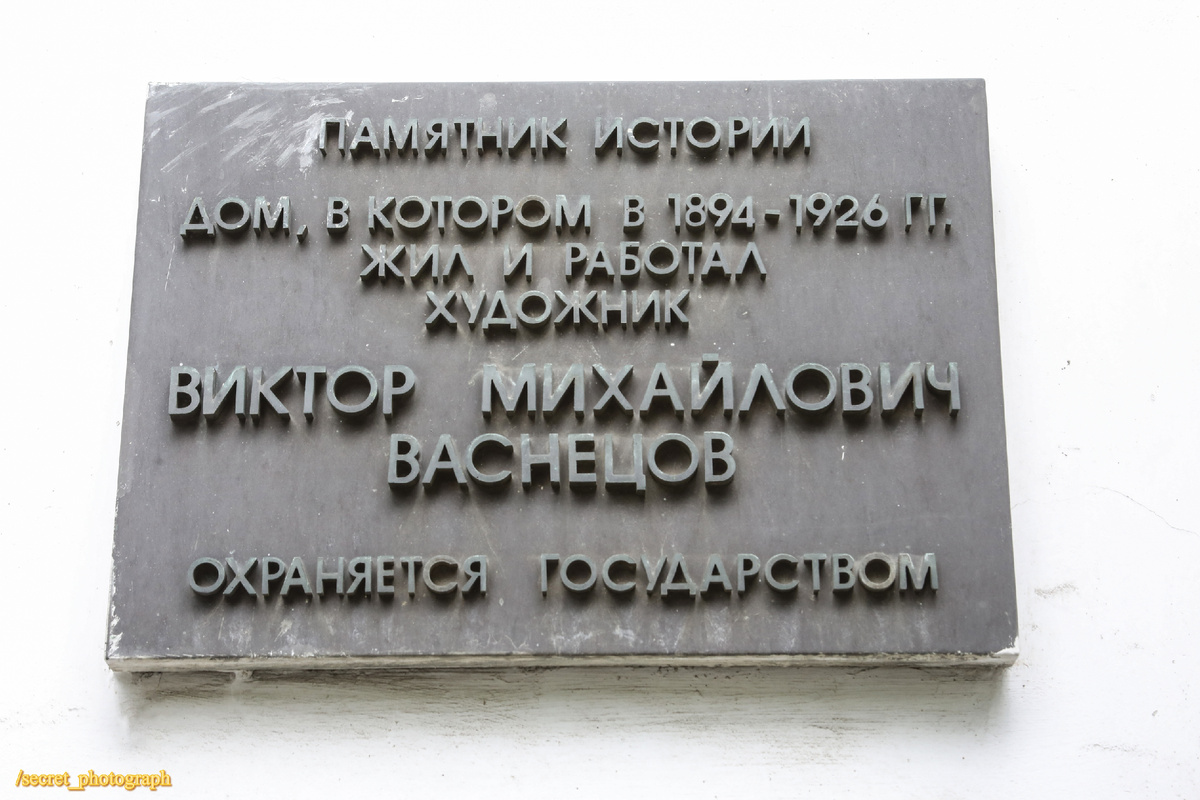 ПАМЯТНИК ИСТОРИИ
ДОМ, В КОТОРОМ В 1894-1926 ГГ.
ЖИЛ И РАБОТАЛ
ХУДОЖНИК
ВИКТОР МИХАЙЛОВИЧ
ВАСНЕЦОВ
ОХРАНЯЕТСЯ ГОСУДАРСТВОМ
/secret_photograph